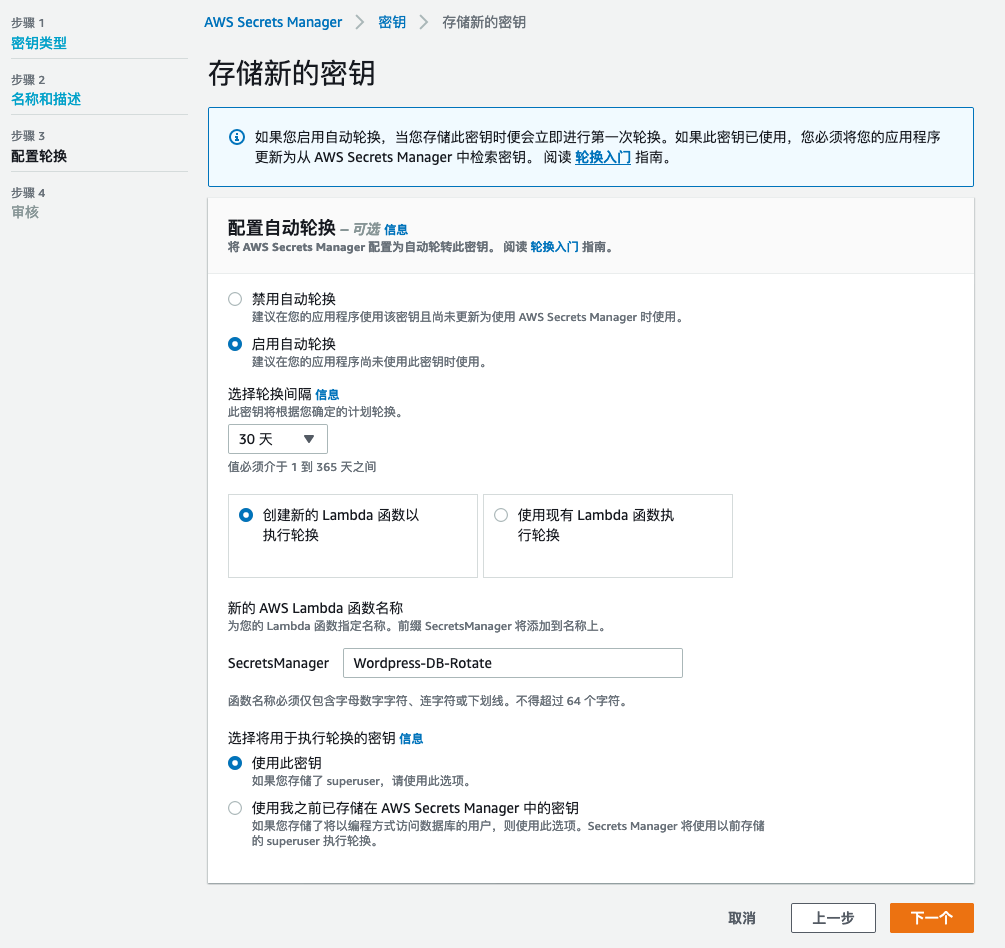 步骤 1
密钥类型
步骤 2
名称和描述
步骤 3
配置轮换
步骤 4
审核
AWS Secrets Manager > 密钥 > 存储新的密钥
存储新的密钥
如果您启用自动轮换，当您存储此密钥时便会立即进行第一次轮换。如果此密钥已使用，您必须将您的应用程序
更新为从 AWS Secrets Manager 中检索密钥。 阅读 轮换入门 指南。
配置自动轮换 – 可选 信息
将 AWS Secrets Manager 配置为自动轮转此密钥。 阅读 轮换入门 指南。
禁用自动轮换
建议在您的应用程序使用该密钥且尚未更新为使用 AWS Secrets Manager 时使用。
启用自动轮换
建议在您的应用程序尚未使用此密钥时使用。
选择轮换间隔 信息
此密钥将根据您确定的计划轮换。
30 天
值必须介于 1 到 365 天之间
创建新的 Lambda 函数以
执行轮换
使用现有 Lambda 函数执
行轮换
新的 AWS Lambda 函数名称
为您的 Lambda 函数指定名称。前缀 SecretsManager 将添加到名称上。
SecretsManager Wordpress-DB-Rotate
函数名称必须仅包含字母数字字符、连字符或下划线。不得超过 64 个字符。
选择将用于执行轮换的密钥 信息
使用此密钥
如果您存储了 superuser，请使用此选项。
使用我之前已存储在 AWS Secrets Manager 中的密钥
如果您存储了将以编程方式访问数据库的用户，则使用此选项。Secrets Manager 将使用以前存储
的 superuser 执行轮换。
取消 上一步 下一个